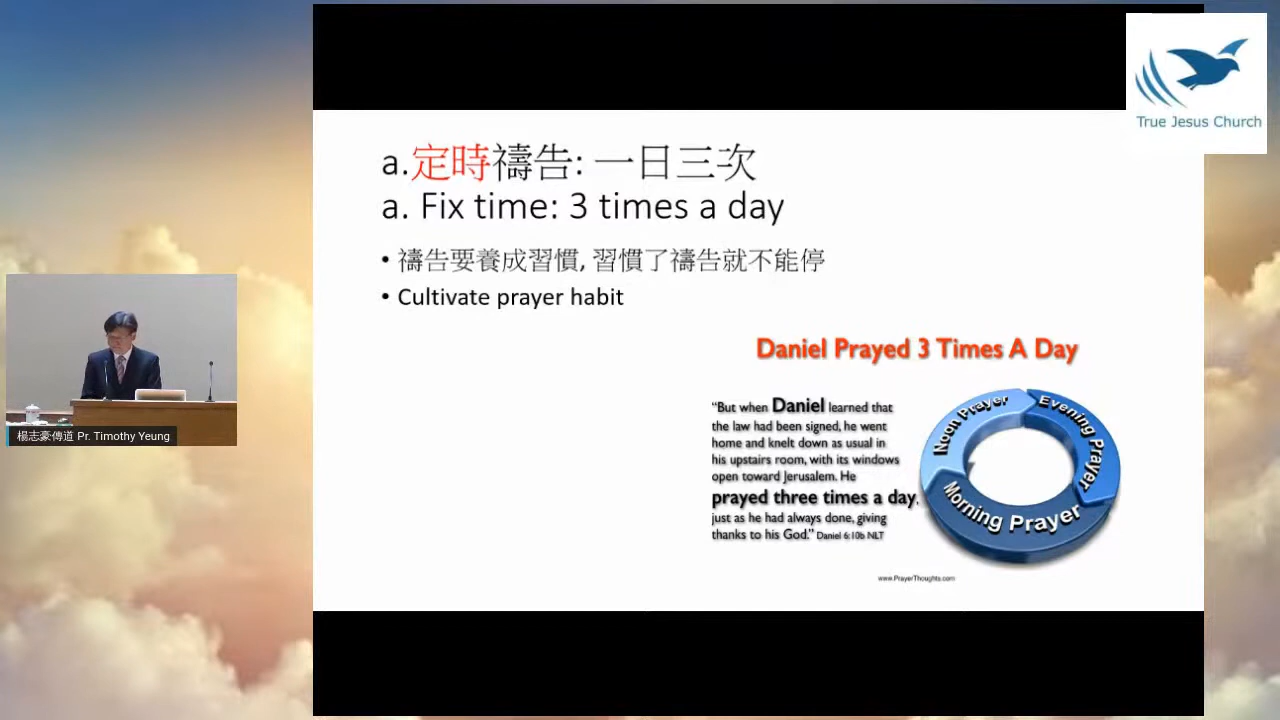 True Jesus Church
a.定時禱告: 一日三次
a. Fix time: 3 times a day
• 禱告要養成習慣, 習慣了禱告就不能停
• Cultivate prayer habit
Daniel Prayed 3 Times A Day
“But when Daniel learned that
the law had been signed, he went
home and knelt down as usual in
his upstairs room, with its windows
open toward Jerusalem. He
prayed three times a day,
just as he had always done, giving
thanks to his God.” Daniel 6:10b NLT
Noon Prayer
Evening Prayer
Morning Prayer
www.PrayerThoughts.com
楊志豪傳道 Pr. Timothy Yeung